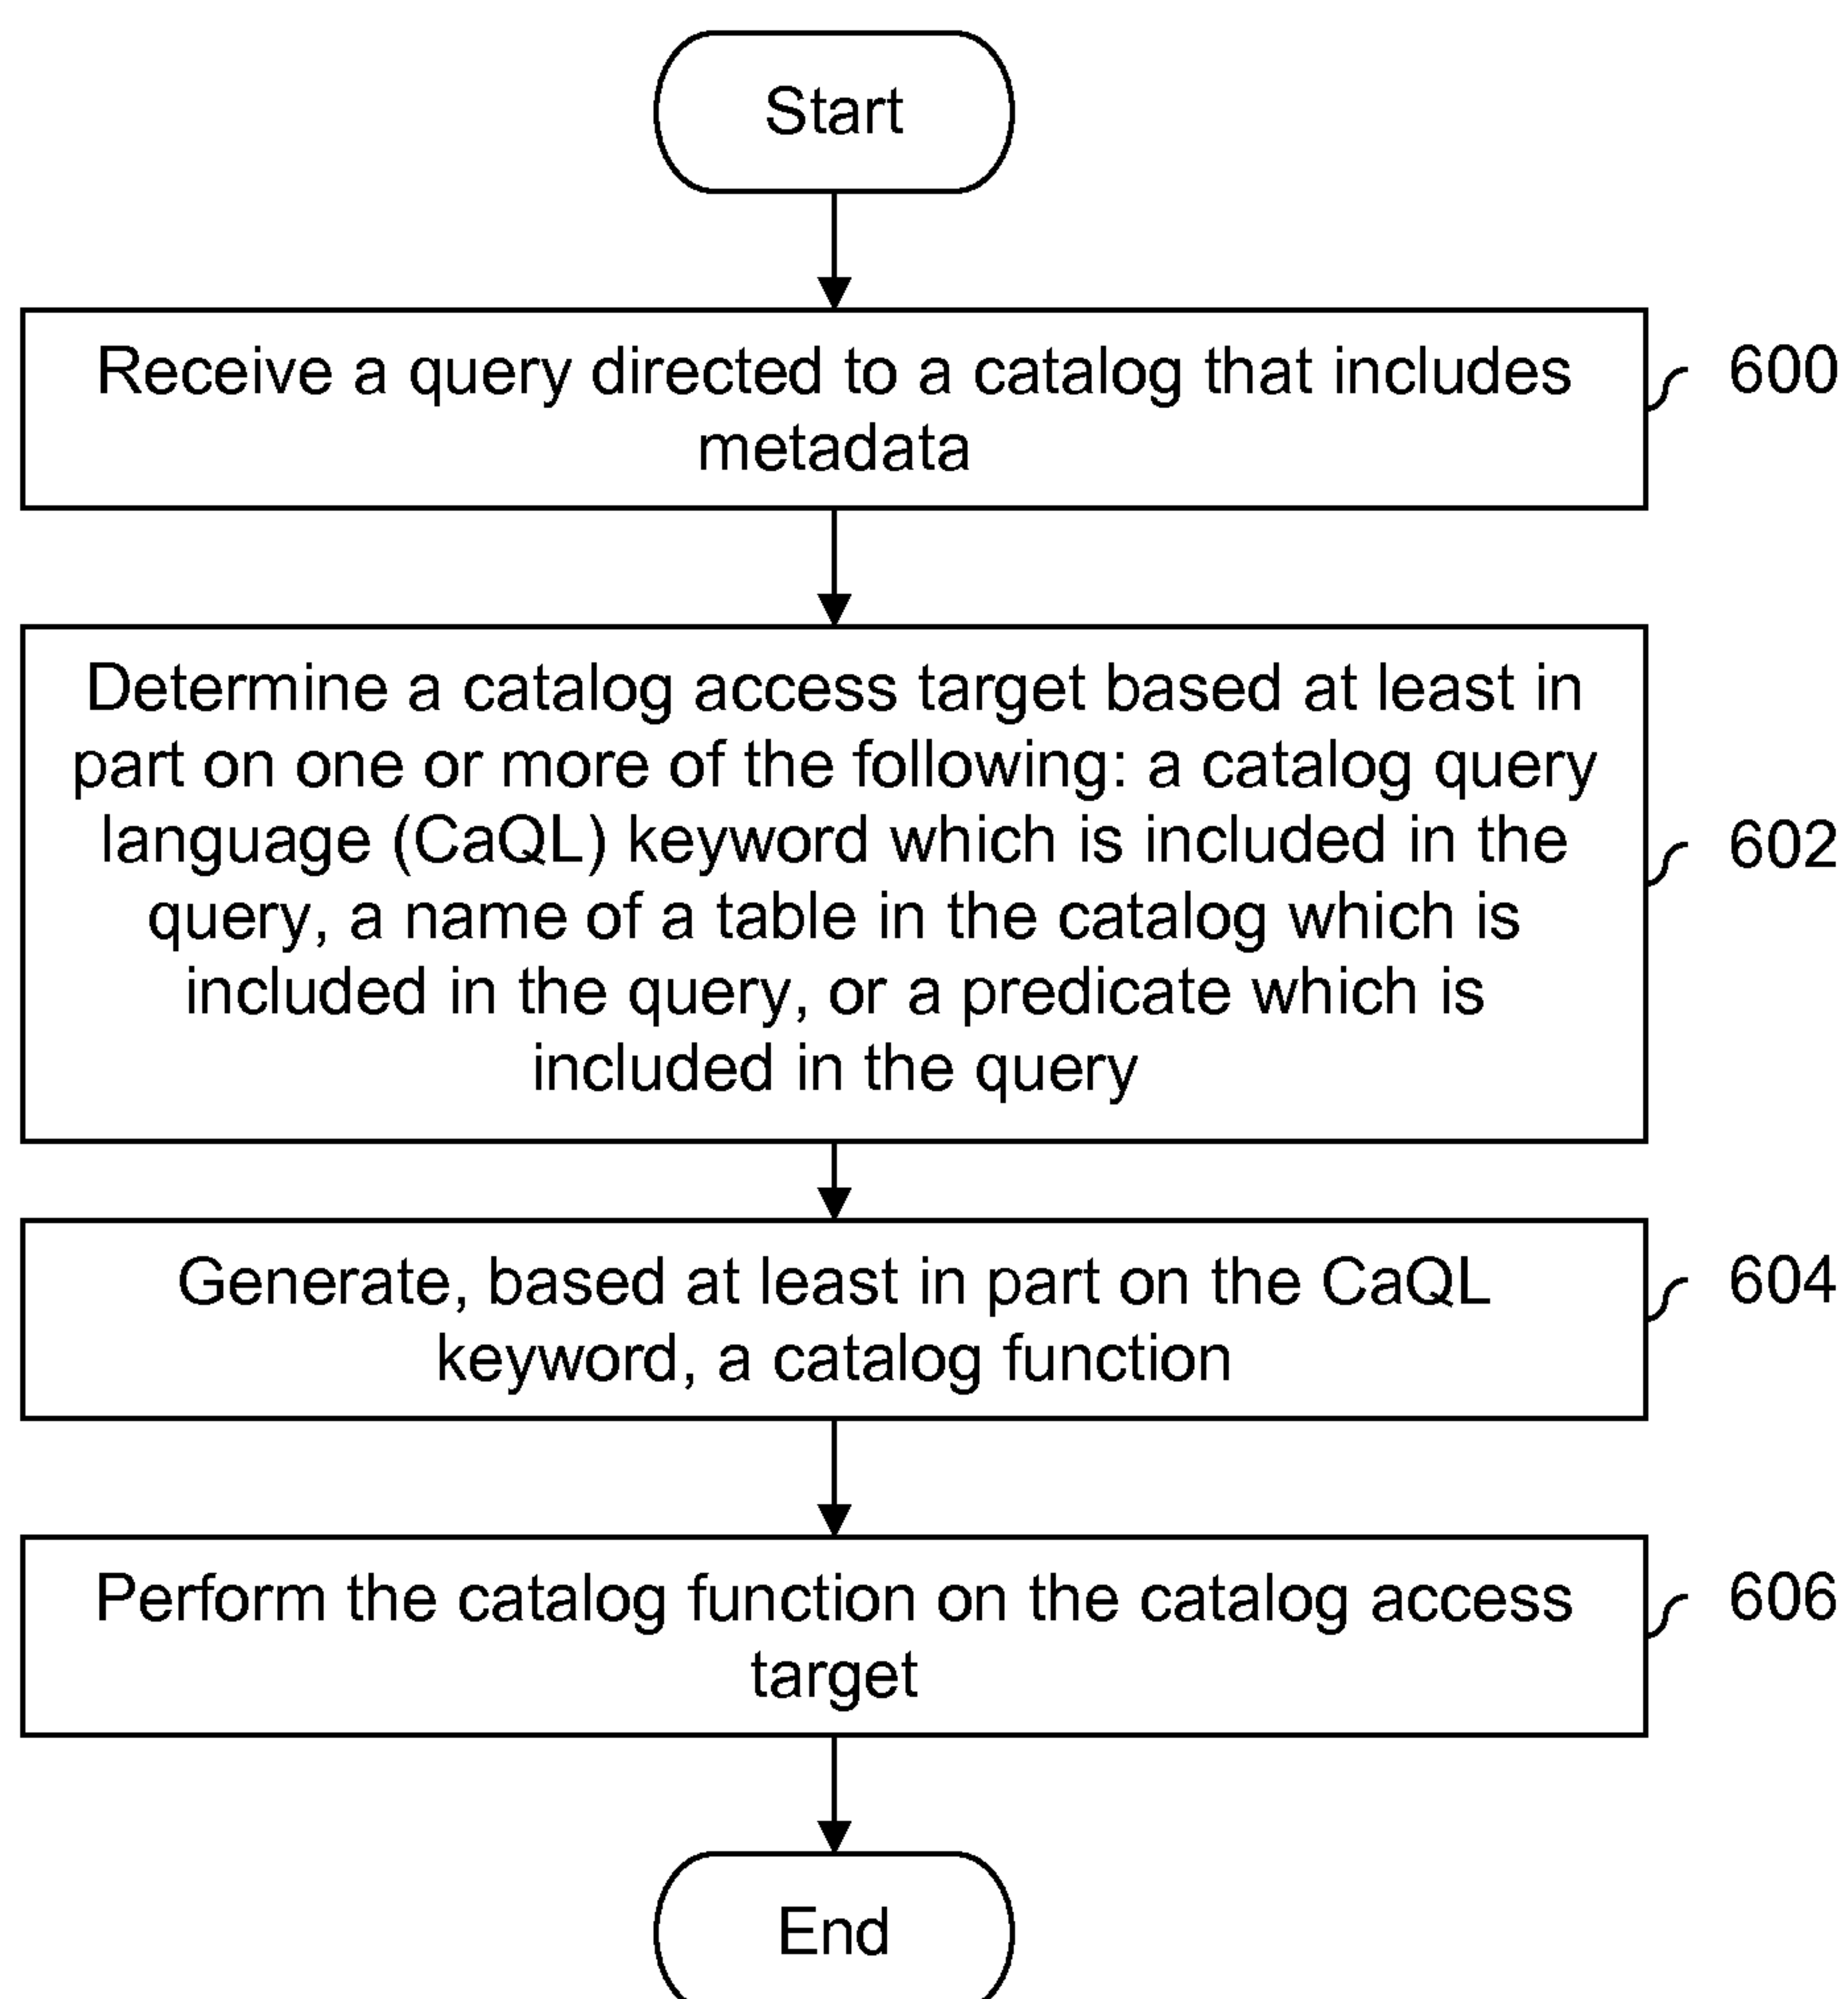 Start
Receive a query directed to a catalog that includes
metadata
600
Determine a catalog access target based at least in
part on one or more of the following: a catalog query
language (CaQL) keyword which is included in the
query, a name of a table in the catalog which is
included in the query, or a predicate which is
included in the query
602
Generate, based at least in part on the CaQL
keyword, a catalog function
604
Perform the catalog function on the catalog access
target
606
End